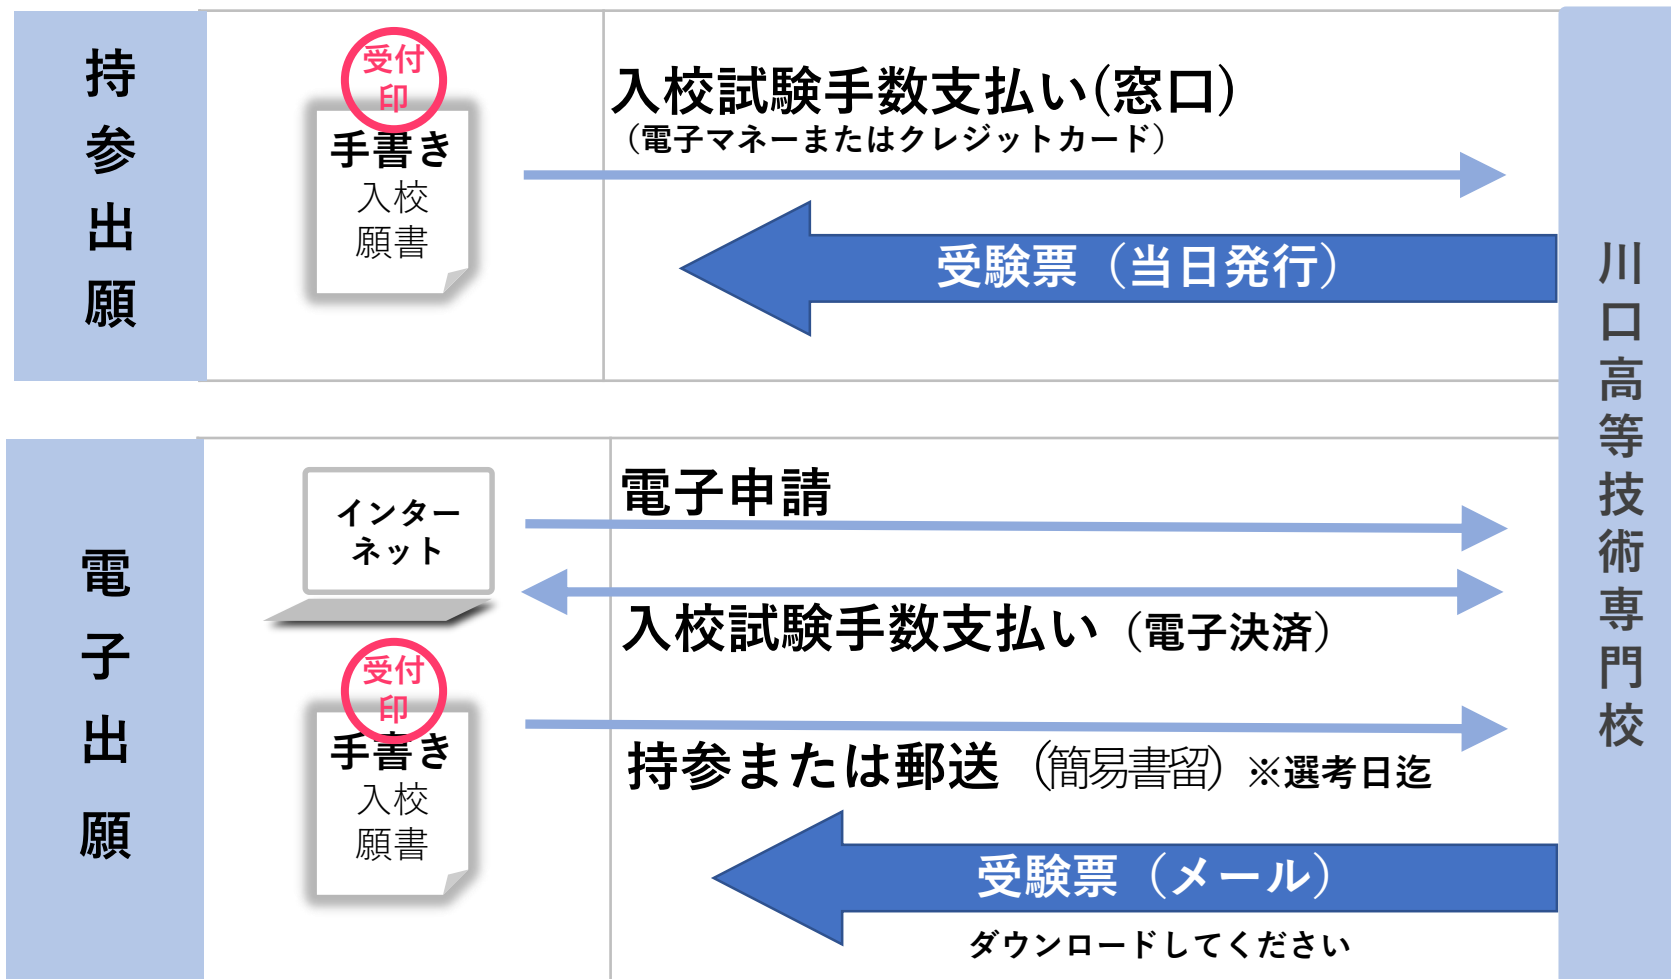 持参出願
受付
印
手書き
入校
願書
入校試験手数支払い(窓口)
（電子マネーまたはクレジットカード）
受験票（当日発行）
川口高等技術専門校
電子出願
インター
ネット
受付
印
手書き
入校
願書
電子申請
入校試験手数支払い（電子決済）
持参または郵送（簡易書留）※選考日迄
受験票（メール）
ダウンロードしてください